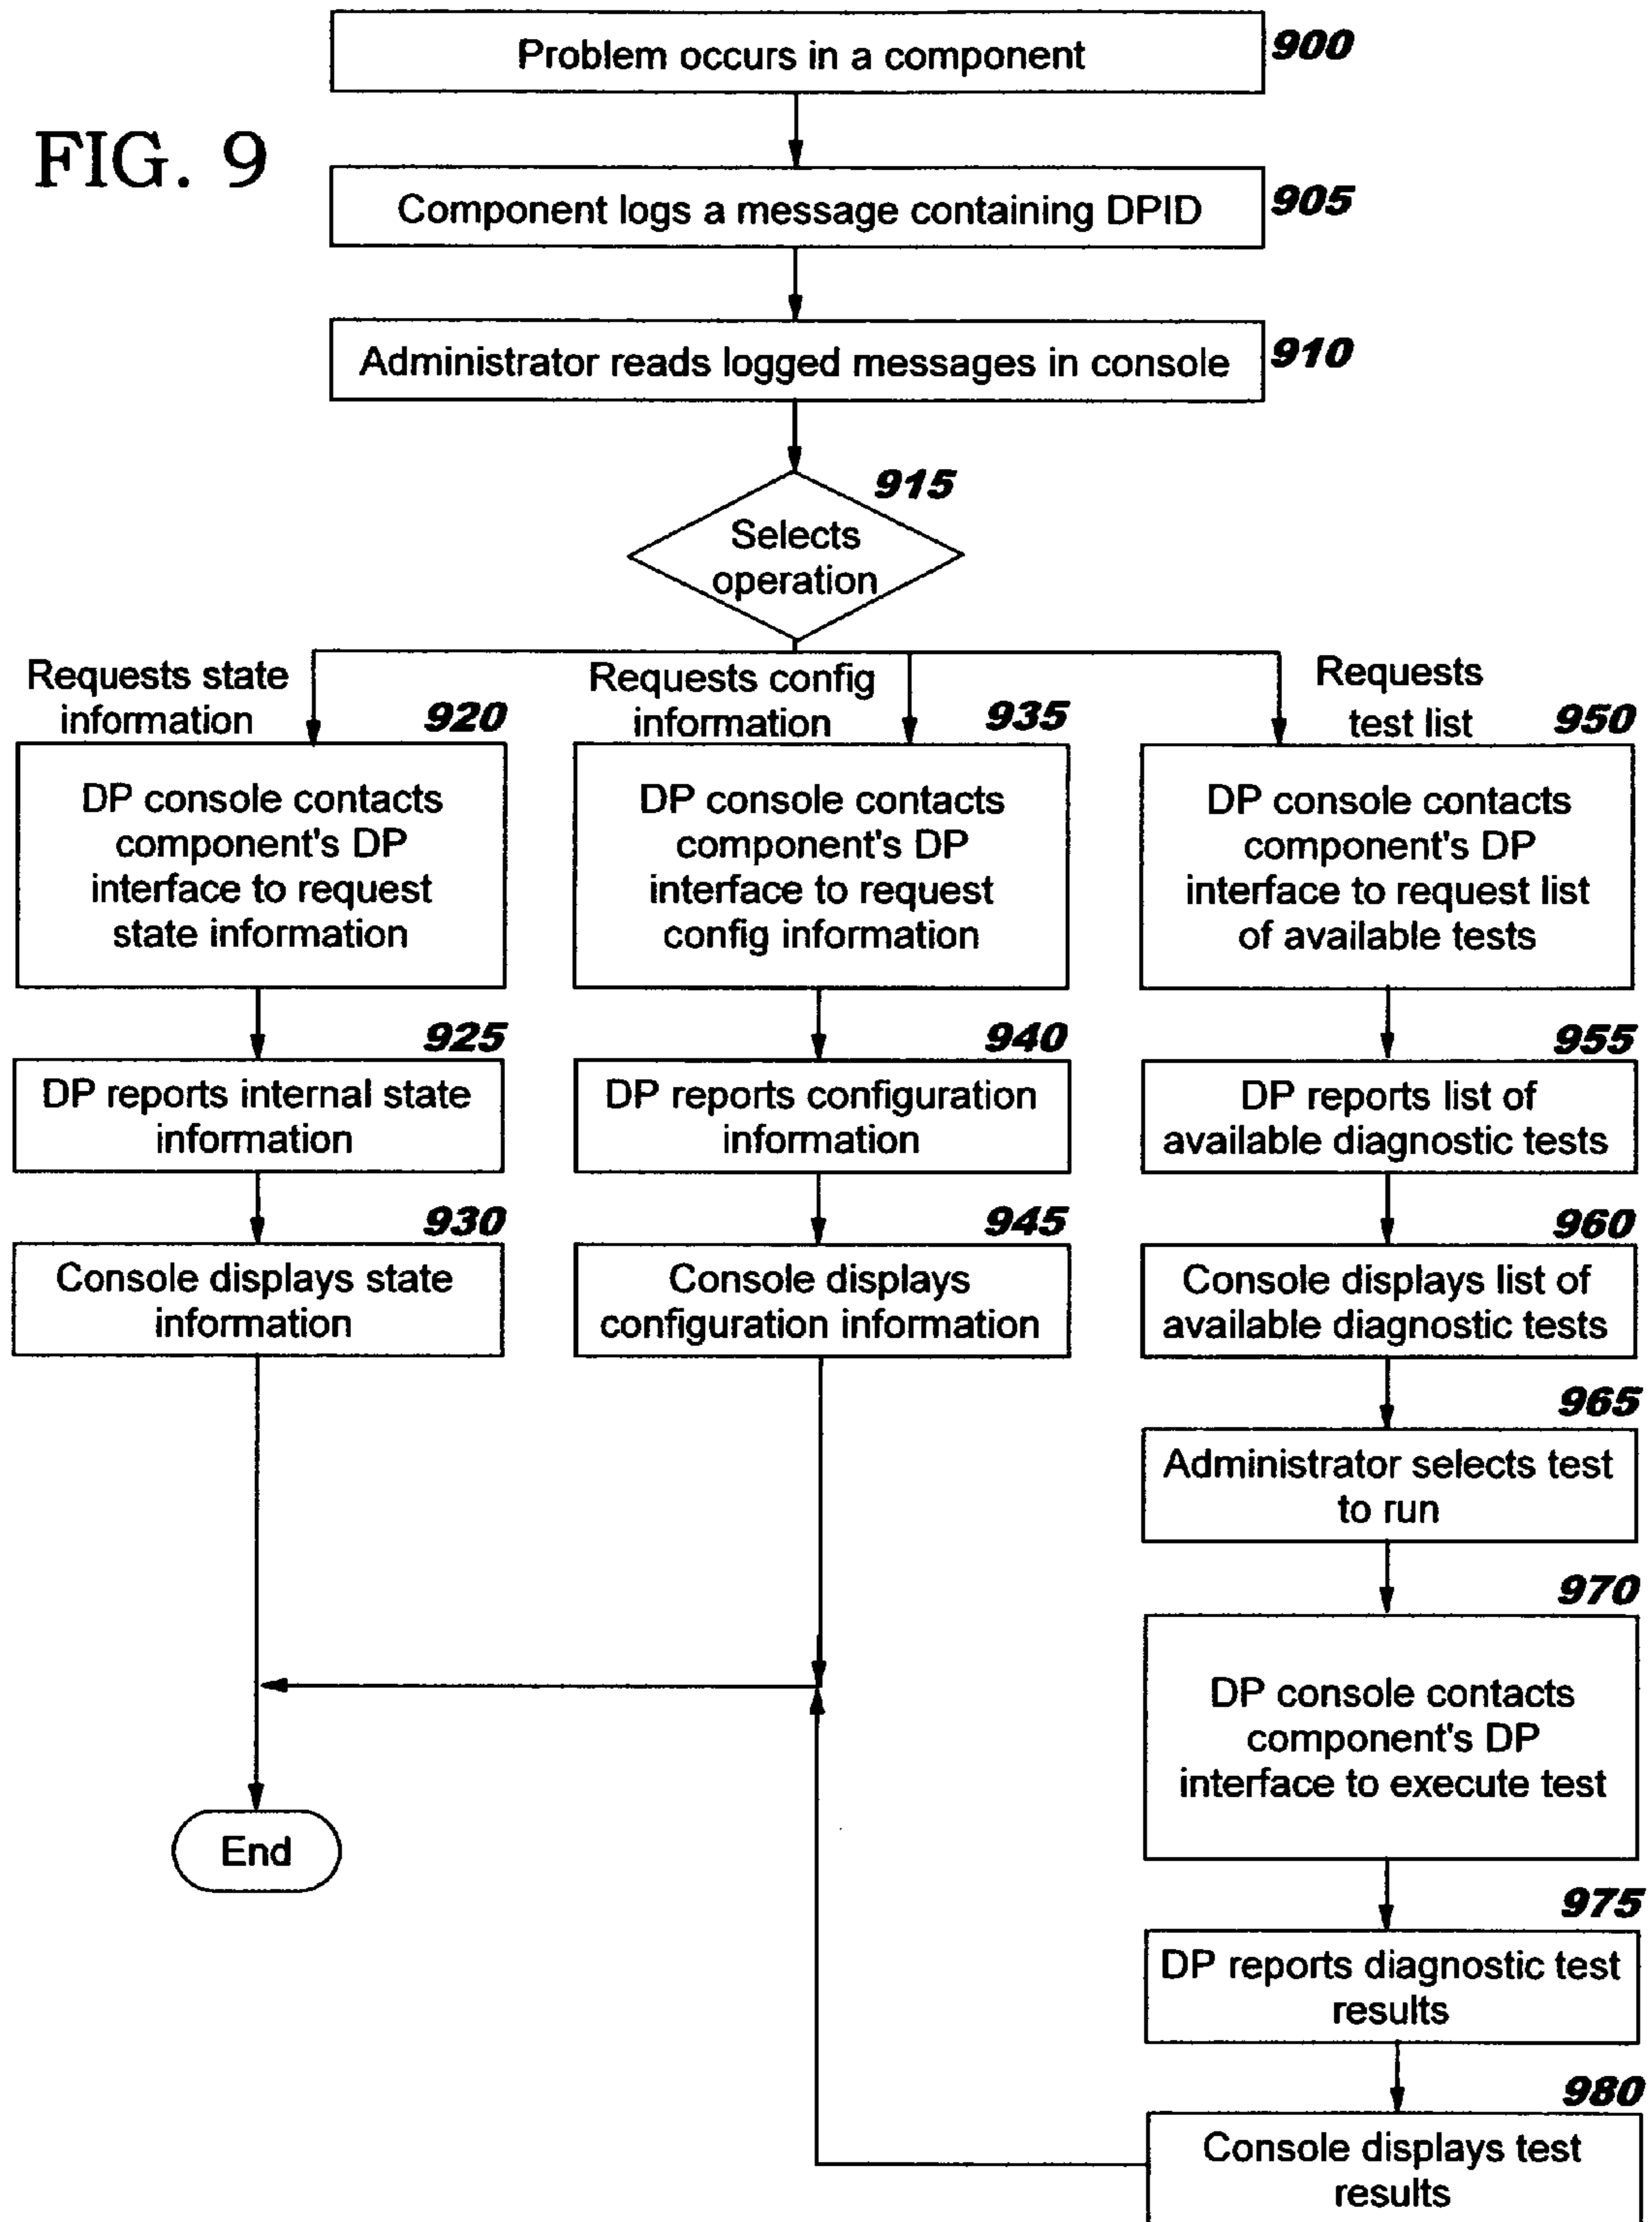 Problem occurs in a component
900
FIG. 9
Component logs a message containing DPID
905
Administrator reads logged messages in console
910
915
Selects
operation
Requests state
information
920
Requests config
information
935
Requests
test list
950
DP console contacts
component's DP
interface to request
state information
DP console contacts
component's DP
interface to request
config information
DP console contacts
component's DP
interface to request list
of available tests
925
DP reports internal state
information
940
DP reports configuration
information
955
DP reports list of
available diagnostic tests
930
Console displays state
information
945
Console displays
configuration information
960
Console displays list of
available diagnostic tests
965
Administrator selects test
to run
970
DP console contacts
component's DP
interface to execute test
End
975
DP reports diagnostic test
results
980
Console displays test
results